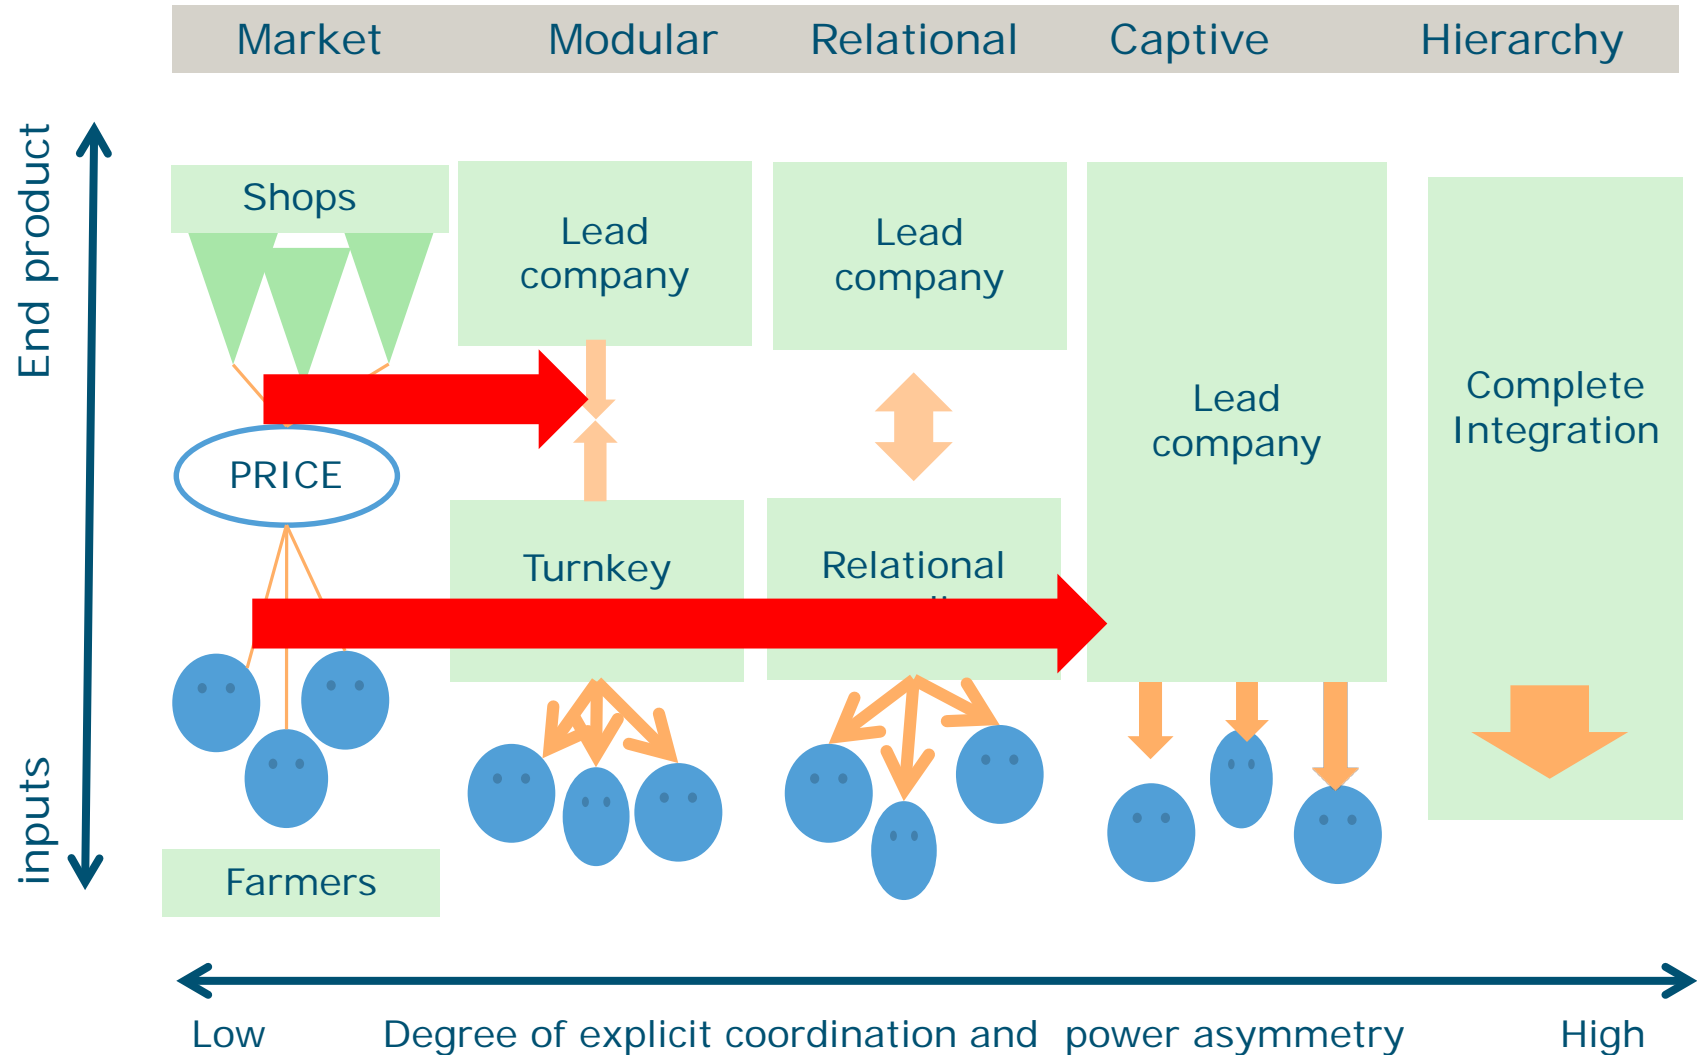 Market Modular Relational Captive Hierarchy
End product
inputs
Shops
PRICE
Farmers
Lead
company
Turnkey
Lead
company
Relational
Lead
company
Complete
Integration
Low Degree of explicit coordination and power asymmetry High